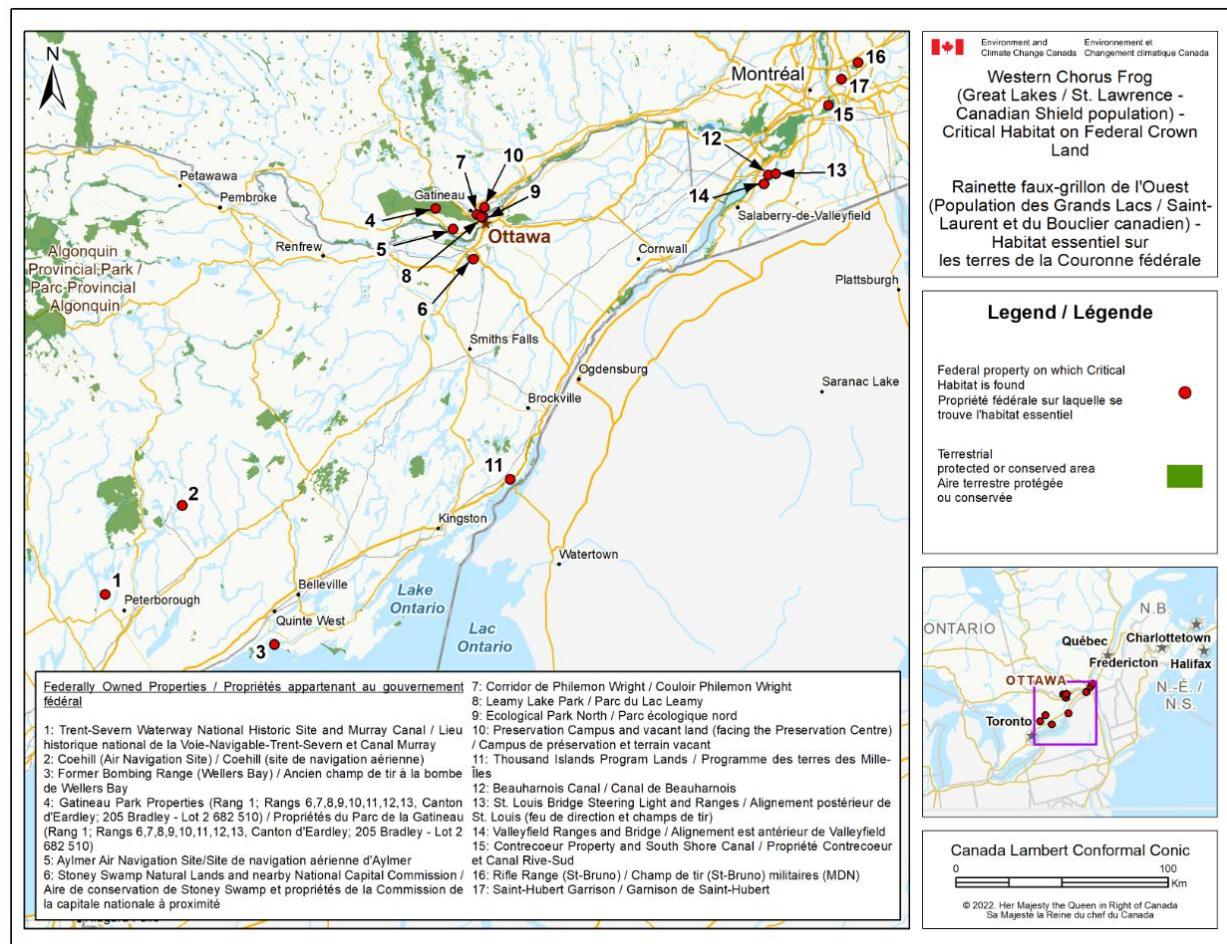 N
Montréal
16
17
15
12
13
14
10
7
9
4
5
8
6
Petawawa
Pembroke
Gatineau
Renfrew
Ottawa
Algonquin
Provincial Park /
Parc Provincial
Algonquin
Salaberry-de-Valleyfield
Cornwall
Plattsburgh
Smiths Falls
Ogdensburg
Saranac Lake
Brockville
11
2
Kingston
Watertown
1
Peterborough
Belleville
Quinte West
Lake
Ontario
Lac
Ontario
3
Federally Owned Properties / Propriétés appartenant au gouvernement
fédéral
1: Trent-Severn Waterway National Historic Site and Murray Canal / Lieu
historique national de la Voie-Navigable-Trent-Severn et Canal Murray
2: Coehill (Air Navigation Site) / Coehill (site de navigation aérienne)
3: Former Bombing Range (Wellers Bay) / Ancien champ de tir à la bombe
de Wellers Bay
4: Gatineau Park Properties (Rang 1; Rangs 6,7,8,9,10,11,12,13, Canton
d'Eardley; 205 Bradley - Lot 2 682 510) / Propriétés du Parc de la Gatineau
(Rang 1; Rangs 6,7,8,9,10,11,12,13, Canton d'Eardley; 205 Bradley - Lot 2
682 510)
5: Aylmer Air Navigation Site/Site de navigation aérienne d'Aylmer
6: Stoney Swamp Natural Lands and nearby National Capital Commission /
Aire de conservation de Stoney Swamp et propriétés de la Commission de
la capitale nationale à proximité
7: Corridor de Philemon Wright / Couloir Philemon Wright
8: Leamy Lake Park / Parc du Lac Leamy
9: Ecological Park North / Parc écologique nord
10: Preservation Campus and vacant land (facing the Preservation Centre)
/ Campus de préservation et terrain vacant
11: Thousand Islands Program Lands / Programme des terres des Mille-
Îles
12: Beauharnois Canal / Canal de Beauharnois
13: St. Louis Bridge Steering Light and Ranges / Alignement postérieur de
St. Louis (feu de direction et champs de tir)
14: Valleyfield Ranges and Bridge / Alignement est antérieur de Valleyfield
15: Contrecoeur Property and South Shore Canal / Propriété Contrecoeur
et Canal Rive-Sud
16: Rifle Range (St-Bruno) / Champ de tir (St-Bruno) militaires (MDN)
17: Saint-Hubert Garrison / Garnison de Saint-Hubert
Environment and
Climate Change Canada
Environnement et
Changement climatique Canada
Western Chorus Frog
(Great Lakes / St. Lawrence -
Canadian Shield population) -
Critical Habitat on Federal Crown
Land
Rainette faux-grillon de l'Ouest
(Population des Grands Lacs / Saint-
Laurent et du Bouclier canadien) -
Habitat essentiel sur
les terres de la Couronne fédérale
Legend / Légende
Federal property on which Critical
Habitat is found
Propriété fédérale sur laquelle se
trouve l'habitat essentiel
Terrestrial
protected or conserved area
Aire terrestre protégée
ou conservée
ONTARIO
N.B.
Québec
Charlottetown
Fredericton
Halifax
OTTAWA
N.-É. /
N.S.
Toronto
Canada Lambert Conformal Conic
0
100
Km
© 2022. Her Majesty the Queen in Right of Canada
Sa Majesté la Reine du chef du Canada